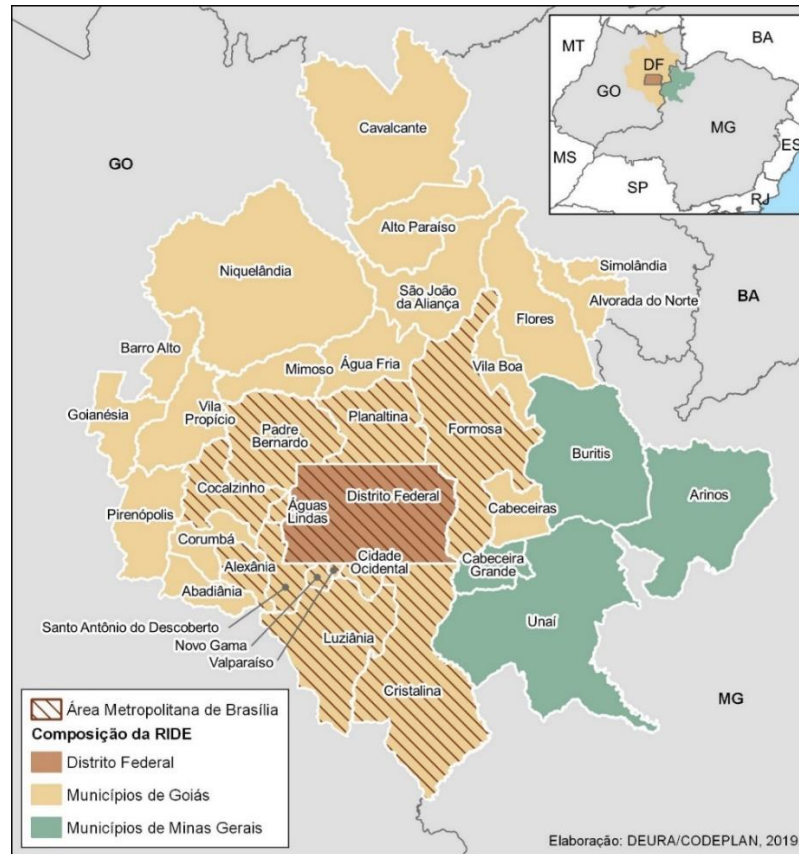 MT
BA
DF
GO
MG
ES
MS
SP
RJ
Cavalcante
GO
Alto Paraíso
Niquelândia
São João
da Aliança
Simolândia
Flores
Alvorada do Norte
BA
Barro Alto
Mimoso
Água Fria
Vila Boa
Goianésia
Vila
Propício
Planaltina
Padre
Bernardo
Formosa
Buritis
Arinos
Cocalzinho
Águas
Lindas
Distrito Federal
Cabeceiras
Pirenópolis
Corumbá
Cidade
Ocidental
Cabeceira
Grande
Alexânia
Abadiânia
Unaí
Santo Antônio do Descoberto
Novo Gama
Valparaíso
Luziânia
Cristalina
MG
Área Metropolitana de Brasília
Composição da RIDE
Distrito Federal
Municípios de Goiás
Municípios de Minas Gerais
Elaboração: DEURA/CODEPLAN, 2019